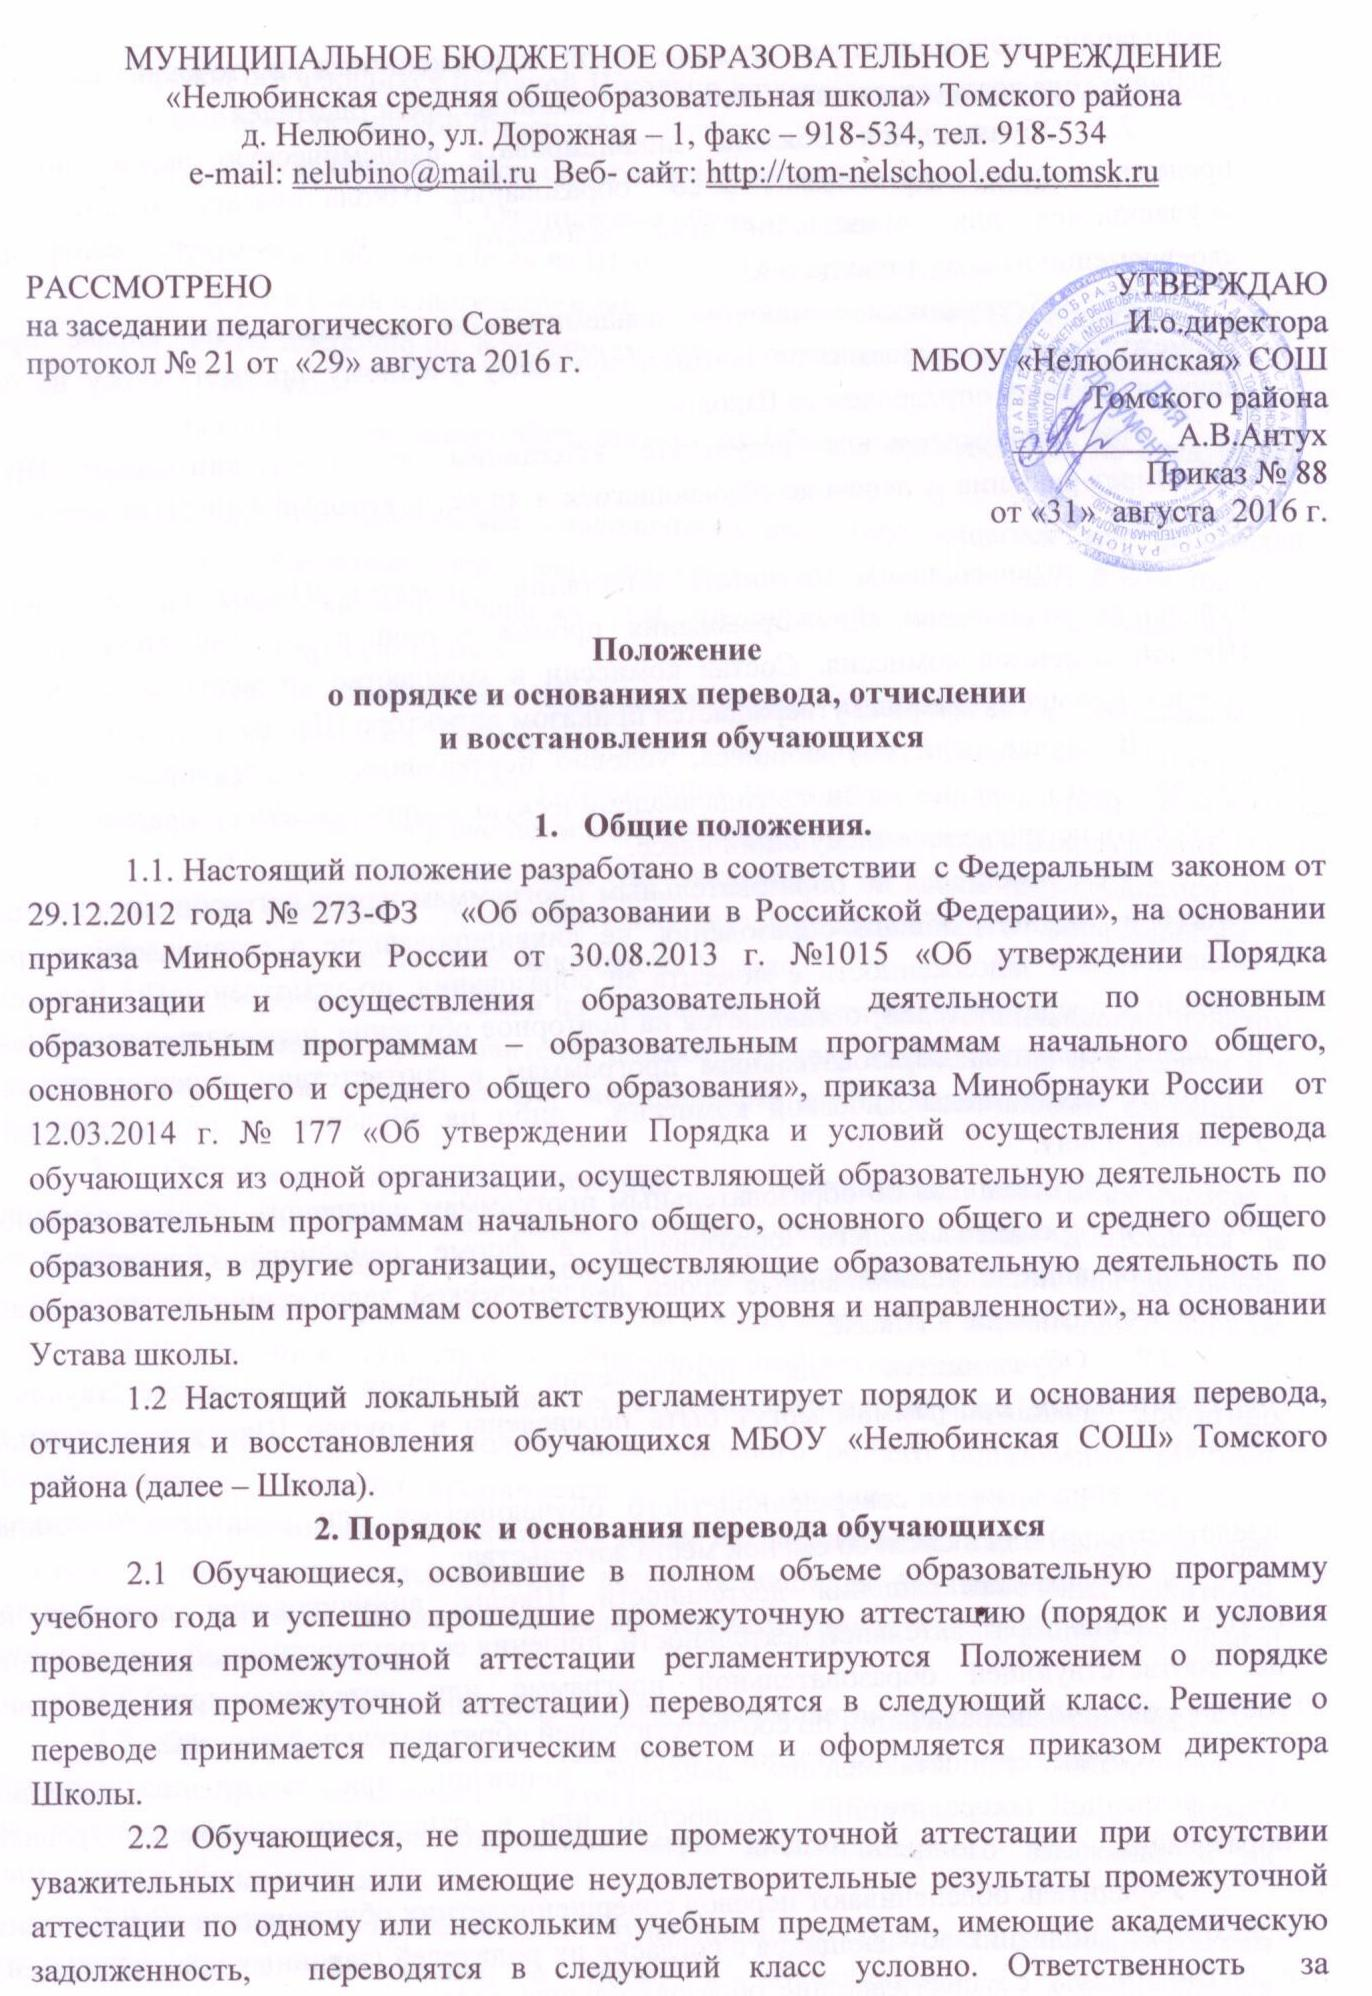 МУНИЦИПАЛЬНОЕ БЮДЖЕТНОЕ ОБРАЗОВАТЕЛЬНОЕ УЧРЕЖДЕНИЕ
«Нелюбинская средняя общеобразовательная школа» Томского района
д. Нелюбино, ул. Дорожная – 1, факс – 918-534, тел. 918-534
e-mail: nelubino@mail.ru Веб- сайт: http://tom-nelschool.edu.tomsk.ru
РАССМОТРЕНО
на заседании педагогического Совета
протокол № 21 от «29» августа 2016 г.
УТВЕРЖДАЮ
И.о.директора
МБОУ «Нелюбинская» СОШ
Томского района
А.В.Антух
Приказ № 88
от «31» августа 2016 г.
Для
документов
Положение
о порядке и основаниях перевода, отчислении
и восстановления обучающихся
1. Общие положения.
1.1. Настоящий положение разработано в соответствии с Федеральным законом от
29.12.2012 года № 273-ФЗ «Об образовании в Российской Федерации», на основании
приказа Минобрнауки России от 30.08.2013 г. №1015 «Об утверждении Порядка
организации и осуществления образовательной деятельности по основным
образовательным программам – образовательным программам начального общего,
основного общего и среднего общего образования», приказа Минобрнауки России от
12.03.2014 г. № 177 «Об утверждении Порядка и условий осуществления перевода
обучающихся из одной организации, осуществляющей образовательную деятельность по
образовательным программам начального общего, основного общего и среднего общего
образования, в другие организации, осуществляющие образовательную деятельность по
образовательным программам соответствующих уровня и направленности», на основании
Устава школы.
1.2 Настоящий локальный акт регламентирует порядок и основания перевода,
отчисления и восстановления обучающихся МБОУ «Нелюбинская СОШ» Томского
района (далее – Школа).
2. Порядок и основания перевода обучающихся
2.1 Обучающиеся, освоившие в полном объеме образовательную программу
учебного года и успешно прошедшие промежуточную аттестацию (порядок и условия
проведения промежуточной аттестации регламентируются Положением о порядке
проведения промежуточной аттестации) переводятся в следующий класс. Решение о
переводе принимается педагогическим советом и оформляется приказом директора
Школы.
2.2 Обучающиеся, не прошедшие промежуточной аттестации при отсутствии
уважительных причин или имеющие неудовлетворительные результаты промежуточной
аттестации по одному или нескольким учебным предметам, имеющие академическую
задолженность, переводятся в следующий класс условно. Ответственность за